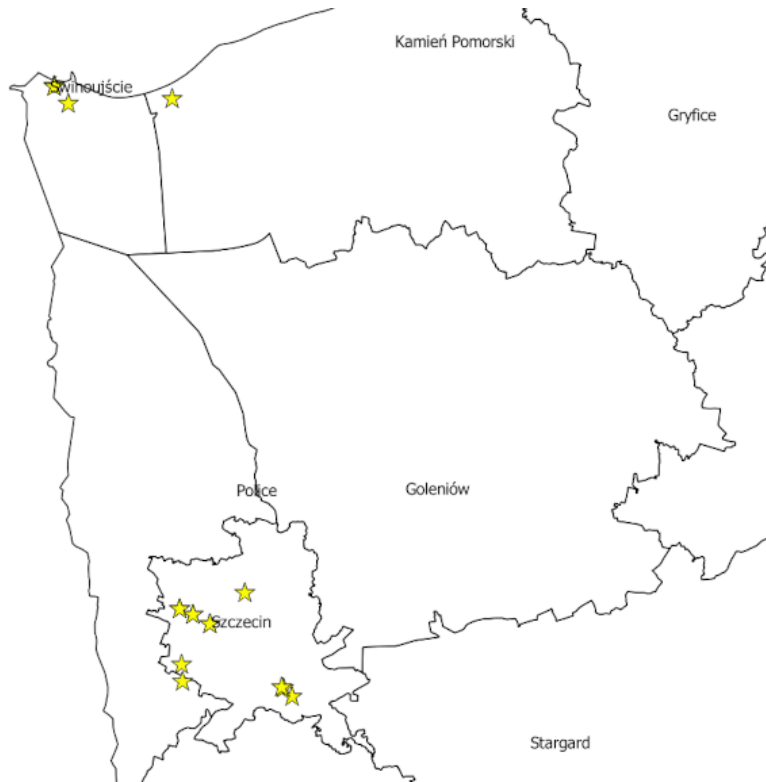 Kamień Pomorski
Świnoujście
Gryfice
Police
Goleniów
Szczecin
Stargard